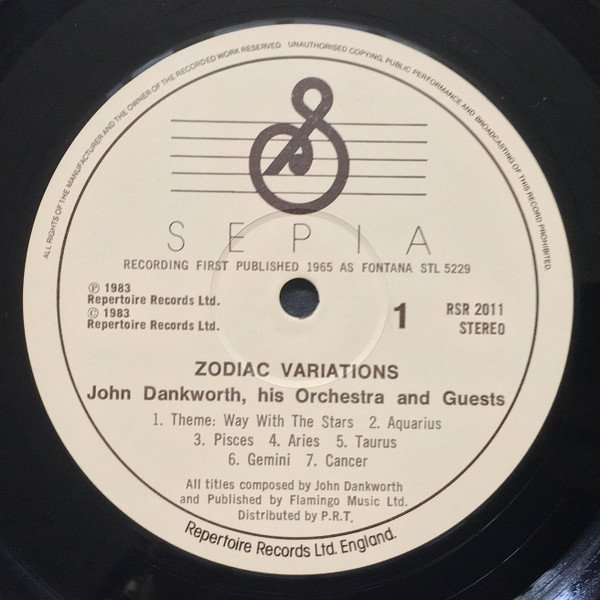 ALL RIGHTS OF THE MANUFACTURER AND THE OWNER OF THE RECORDED WORK RESERVED. UNAUTHORISED COPYING, PUBLIC PERFORMANCE AND BROADCASTING OF THIS RECORD PROHIBITED.
SEPIA
RECORDING FIRST PUBLISHED 1965 AS FONTANA STL 5229
℗ 1983
Repertoire Records Ltd.
© 1983
Repertoire Records Ltd.
1
RSR 2011
STEREO
ZODIAC VARIATIONS
John Dankworth, his Orchestra and Guests
1. Theme: Way With The Stars 2. Aquarius
3. Pisces 4. Aries 5. Taurus
6. Gemini 7. Cancer
All titles composed by John Dankworth
and Published by Flamingo Music Ltd.
Distributed by P.R.T.
Repertoire Records Ltd. England.